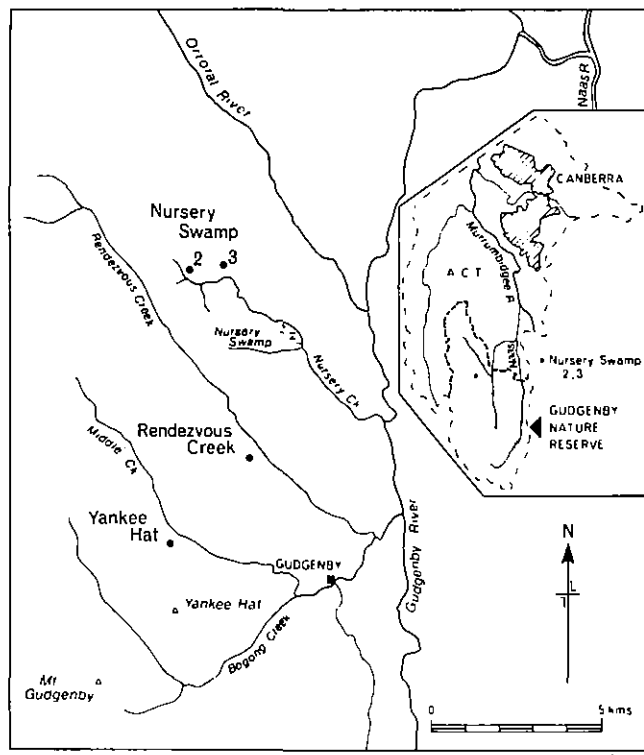 Orroral River
Naas R
CANBERRA
Murrumbidgee R
A C T
Naas
Nursery Swamp
2,3
GUDGENBY
NATURE
RESERVE
Nursery
Swamp
2
3
Rendezvous Creek
Nursery
Swamp
Nursery Ck
Rendezvous
Creek
Middle Ck
Yankee
Hat
GUDGENBY
Gudgenby River
Yankee Hat
Bogong Creek
Mt
Gudgenby
N
0
5 kms